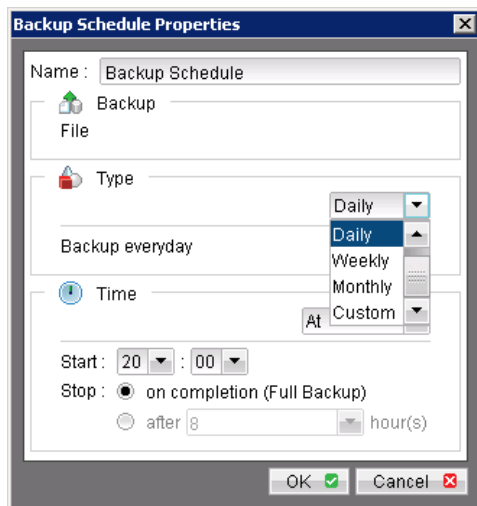 Backup Schedule Properties
Name : Backup Schedule
Backup
File
Type
Daily
Daily
Backup everyday
Weekly
Monthly
Time
At Custom
Start : 20 : 00
Stop : on completion (Full Backup)
after 8 hour(s)
OK Cancel